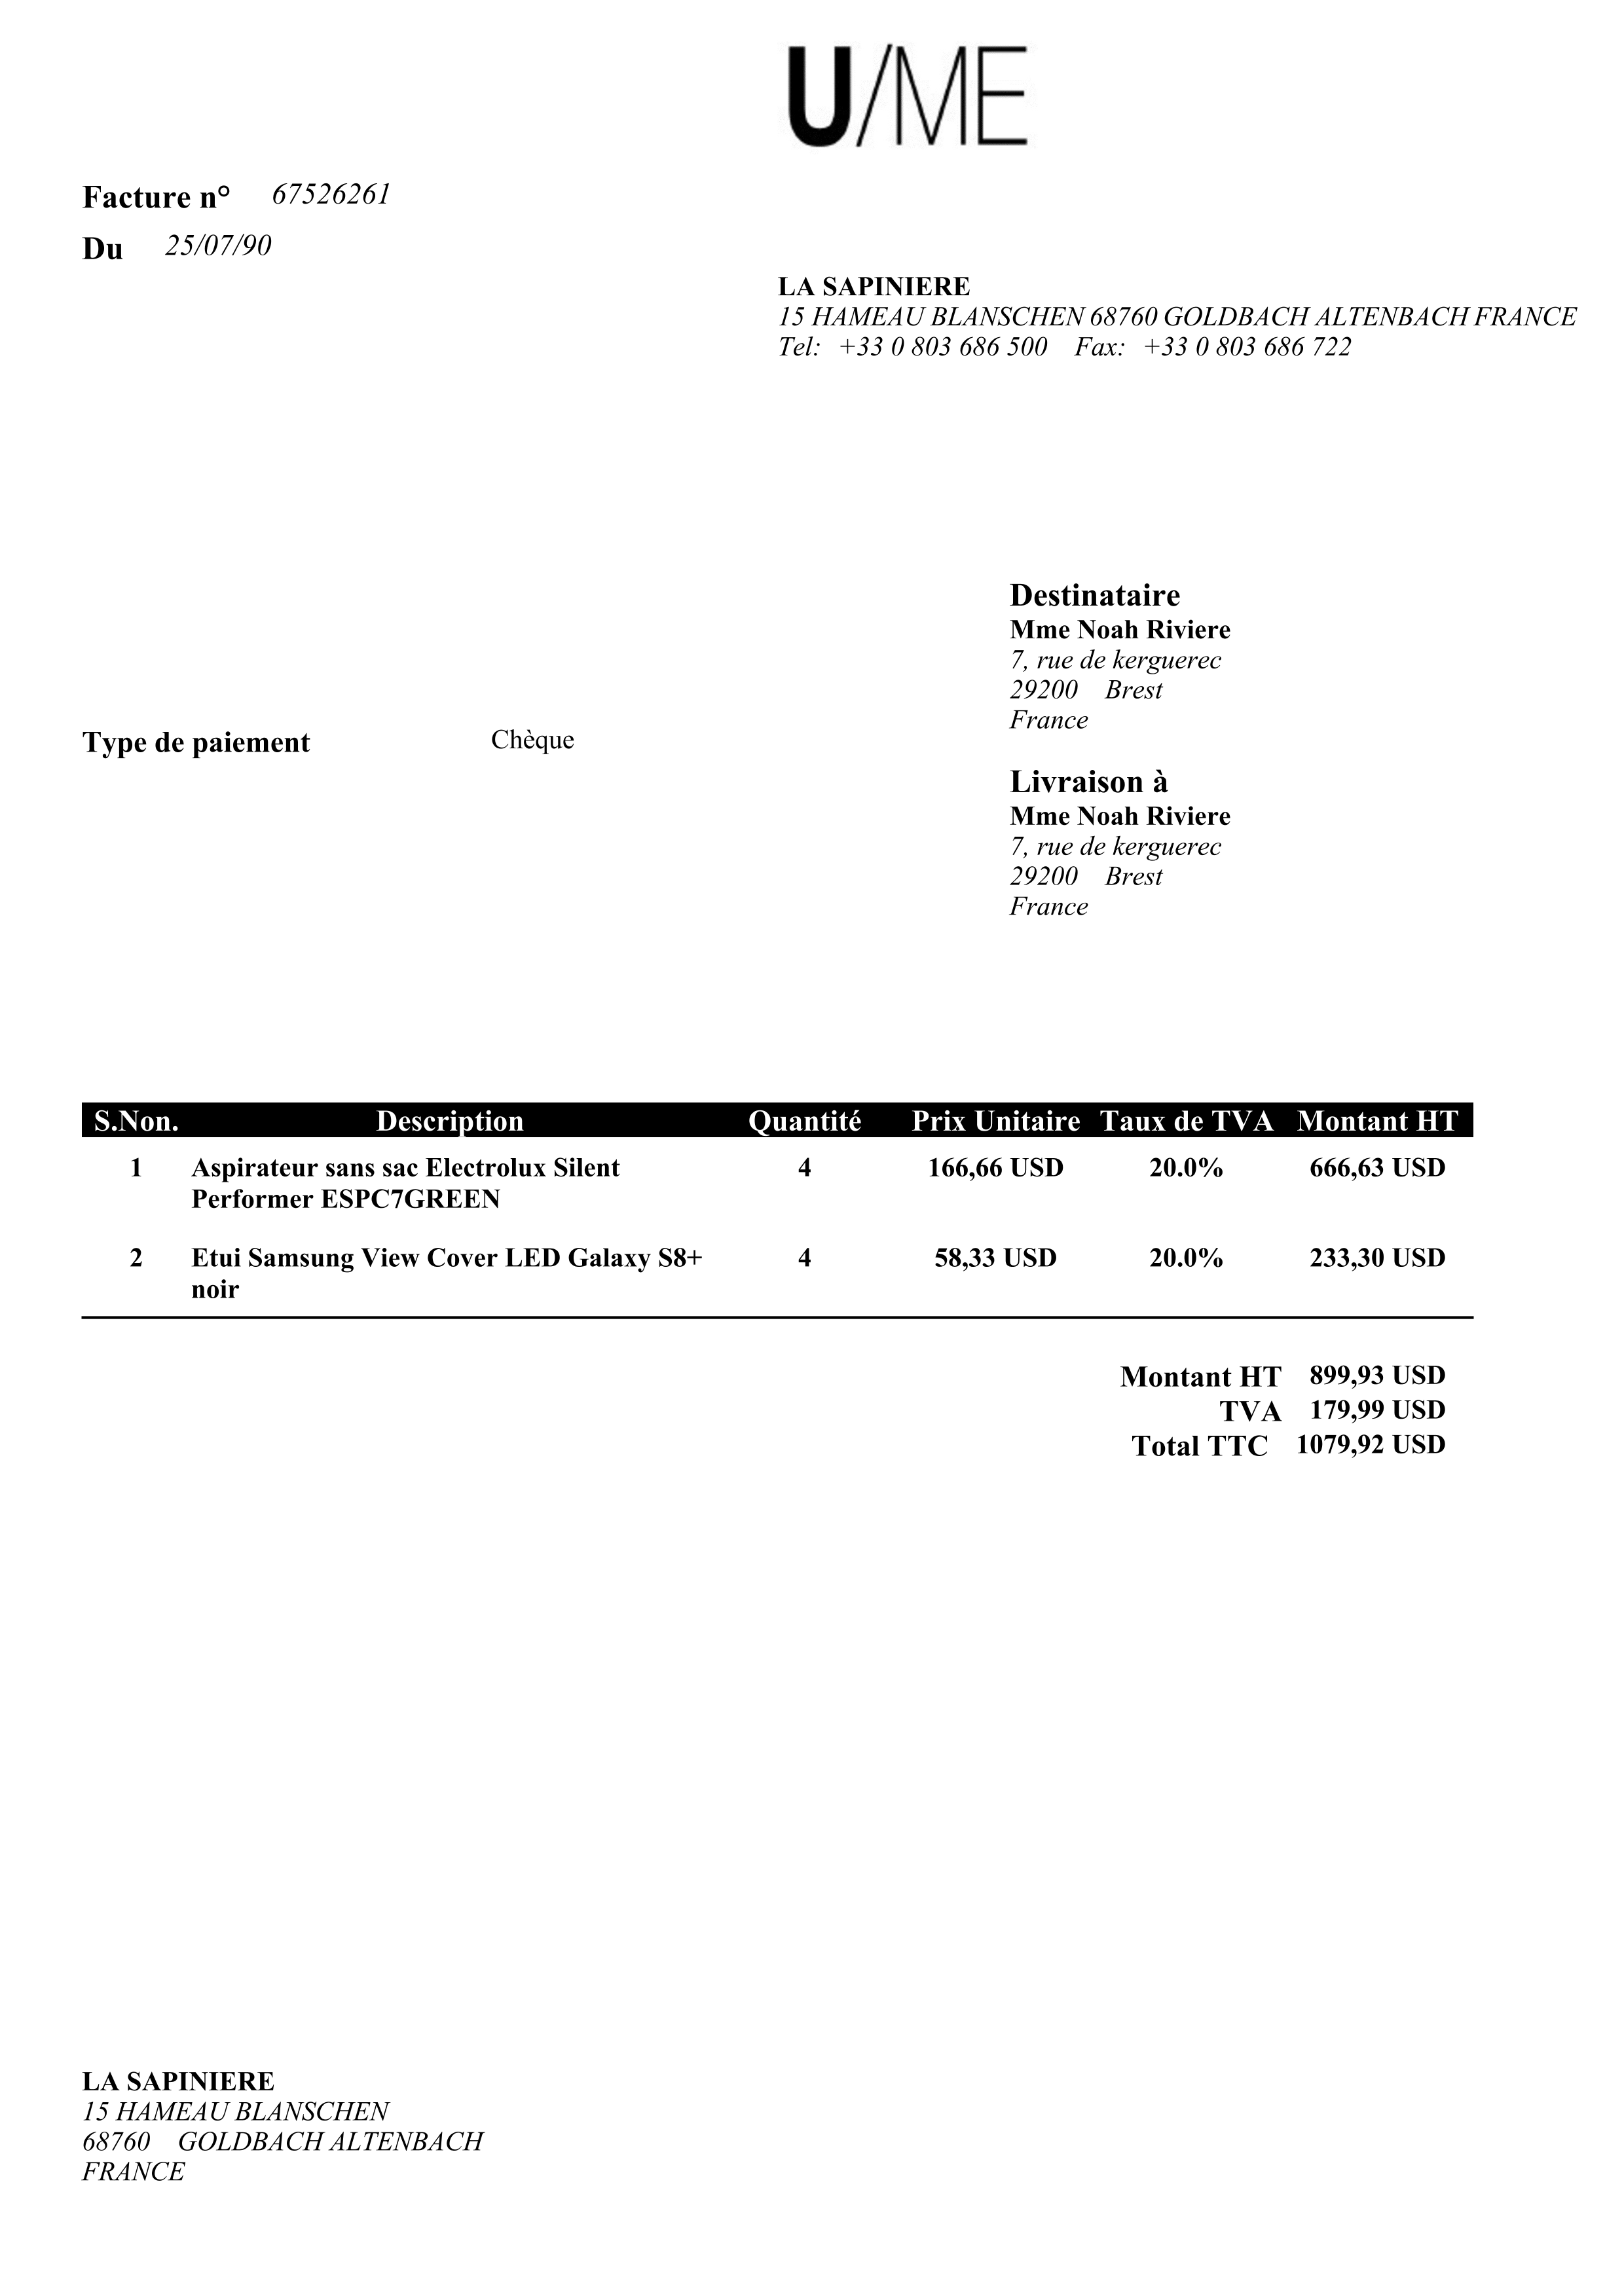 U/ME
Facture n° 67526261
Du 25/07/90
LA SAPINIERE
15 HAMEAU BLANSCHEN 68760 GOLDBACH ALTENBACH FRANCE
Tel: +33 0 803 686 500 Fax: +33 0 803 686 722
Destinataire
Mme Noah Riviere
7, rue de kerguerec
29200 Brest
France
Type de paiement Chèque
Livraison à
Mme Noah Riviere
7, rue de kerguerec
29200 Brest
France
S.Non. Description Quantité Prix Unitaire Taux de TVA Montant HT
1 Aspirateur sans sac Electrolux Silent 4 166,66 USD 20.0% 666,63 USD
Performer ESPC7GREEN
2 Etui Samsung View Cover LED Galaxy S8+ 4 58,33 USD 20.0% 233,30 USD
noir
Montant HT 899,93 USD
TVA 179,99 USD
Total TTC 1079,92 USD
LA SAPINIERE
15 HAMEAU BLANSCHEN
68760 GOLDBACH ALTENBACH
FRANCE